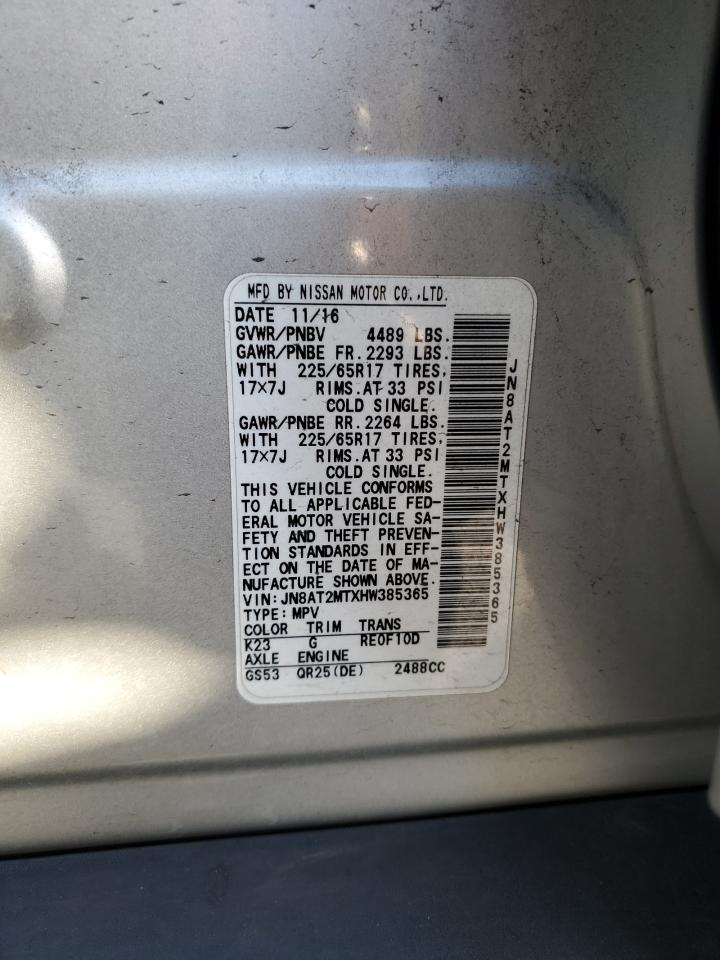 MFD BY NISSAN MOTOR CO.,LTD.
DATE 11/16
GVWR/PNBV 4489 LBS.
GAWR/PNBE FR. 2293 LBS.
WITH 225/65R17 TIRES,
17×7J RIMS.AT 33 PSI
COLD SINGLE.
GAWR/PNBE RR. 2264 LBS.
WITH 225/65R17 TIRES,
17×7J RIMS.AT 33 PSI
COLD SINGLE.
THIS VEHICLE CONFORMS
TO ALL APPLICABLE FED-
ERAL MOTOR VEHICLE SA-
FETY AND THEFT PREVEN-
TION STANDARDS IN EFF-
ECT ON THE DATE OF MA-
NUFACTURE SHOWN ABOVE.
VIN:JN8AT2MTXHW385365
TYPE:MPV
COLOR TRIM TRANS
K23 G RE0F10D
AXLE ENGINE
GS53 QR25(DE) 2488CC
JN8AT2MTXHW385365